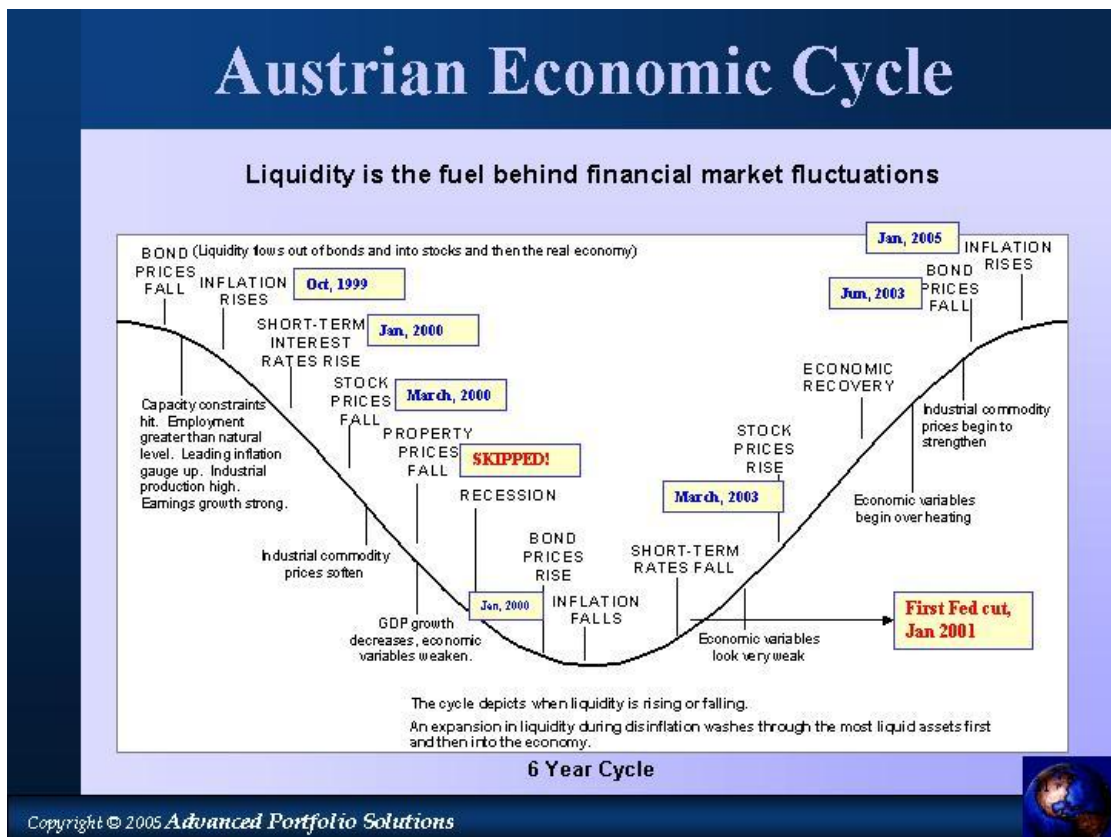 Austrian Economic Cycle
Liquidity is the fuel behind financial market fluctuations
BOND
PRICES
FALL
(Liquidity flows out of bonds and into stocks and then the real economy)
INFLATION
RISES
Oct, 1999
SHORT-TERM
INTEREST
RATES RISE
Jan, 2000
STOCK
PRICES
FALL
March, 2000
PROPERTY
PRICES
FALL
SKIPPED!
RECESSION
BOND
PRICES
RISE
Jan, 2000
INFLATION
FALLS
SHORT-TERM
RATES FALL
March, 2003
STOCK
PRICES
RISE
ECONOMIC
RECOVERY
Jun, 2003
BOND
PRICES
FALL
Jan, 2005
INFLATION
RISES
Capacity constraints
hit. Employment
greater than natural
level. Leading inflation
gauge up. Industrial
production high.
Earnings growth strong.
Industrial commodity
prices soften
GDP growth
decreases, economic
variables weaken.
Economic variables
look very weak
First Fed cut,
Jan 2001
Economic variables
begin over heating
Industrial commodity
prices begin to
strengthen
The cycle depicts when liquidity is rising or falling.
An expansion in liquidity during disinflation washes through the most liquid assets first
and then into the economy.
6 Year Cycle
Copyright © 2005 Advanced Portfolio Solutions